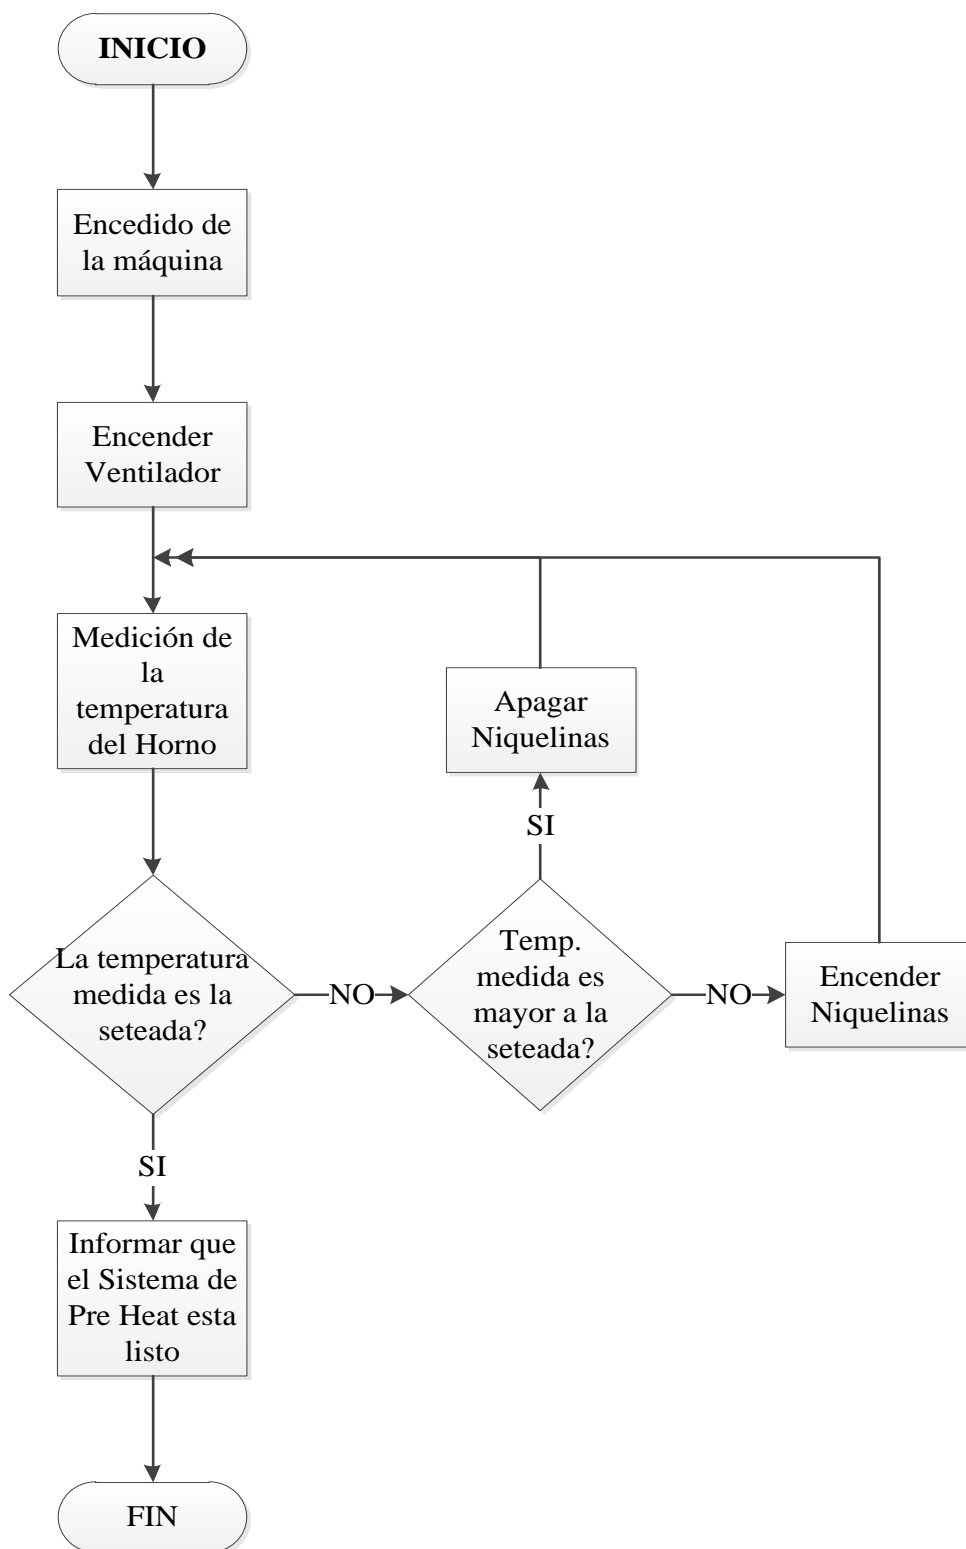 INICIO
Encedido de
la máquina
Encender
Ventilador
Medición de
la
temperatura
del Horno
Apagar
Niquelinas
SI
La temperatura
medida es la
seteada?
NO
Temp.
medida es
mayor a la
seteada?
NO
Encender
Niquelinas
SI
Informar que
el Sistema de
Pre Heat esta
listo
FIN